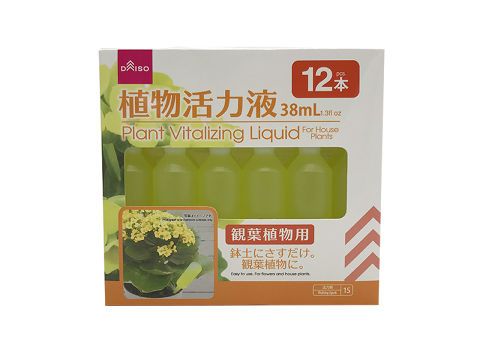 DAISO
12本
pcs.
植物活力液 38mL
1.3fl oz
Plant Vitalizing Liquid For House Plants
観葉植物用
鉢土にさすだけ。
観葉植物に。
Easy to use. For flowers and house plants.
15